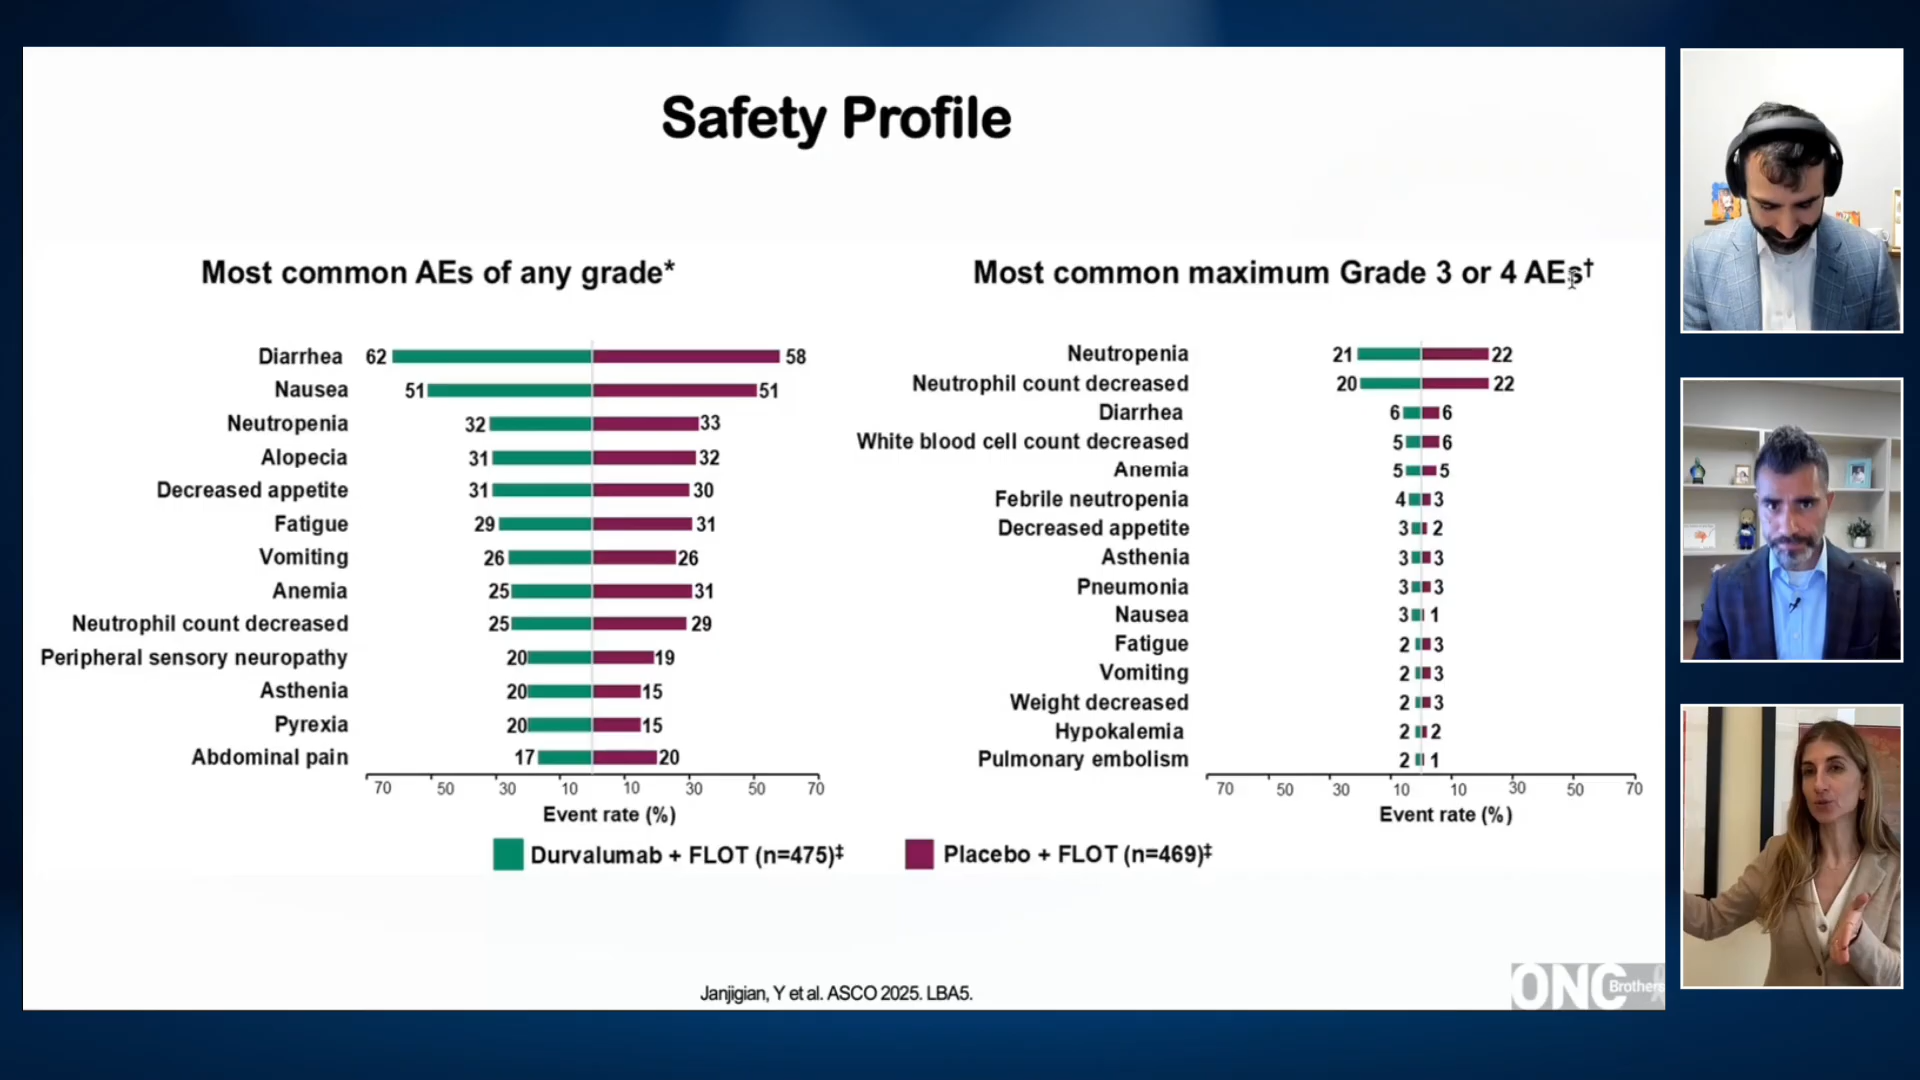 Safety Profile
Most common AEs of any grade*
Diarrhea 62 58
Nausea 51 51
Neutropenia 32 33
Alopecia 31 32
Decreased appetite 31 30
Fatigue 29 31
Vomiting 26 26
Anemia 25 31
Neutrophil count decreased 25 29
Peripheral sensory neuropathy 20 19
Asthenia 20 15
Pyrexia 20 15
Abdominal pain 17 20
70 50 30 10 10 30 50 70
Event rate (%)
Most common maximum Grade 3 or 4 AEs†
Neutropenia 21 22
Neutrophil count decreased 20 22
Diarrhea 6 6
White blood cell count decreased 5 6
Anemia 5 5
Febrile neutropenia 4 3
Decreased appetite 3 2
Asthenia 3 3
Pneumonia 3 3
Nausea 3 1
Fatigue 2 3
Vomiting 2 3
Weight decreased 2 3
Hypokalemia 2 2
Pulmonary embolism 2 1
70 50 30 10 10 30 50 70
Event rate (%)
Durvalumab + FLOT (n=475)‡
Placebo + FLOT (n=469)‡
Janjigian, Y et al. ASCO 2025. LBA5.
ONC Brothers